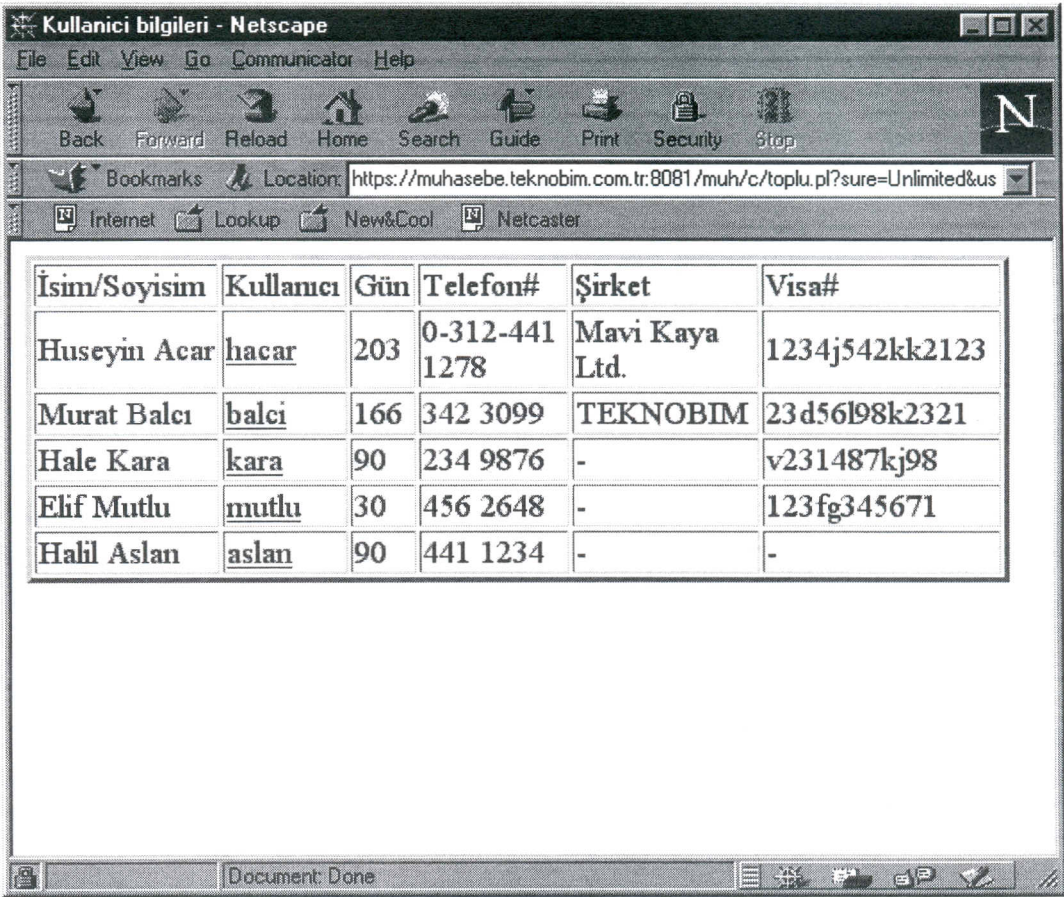 Kullanici bilgileri - Netscape
File Edit View Go Communicator Help
Back Forward Reload Home Search Guide Print Security Stop
N
Bookmarks Location: https://muhasebe.teknobim.com.tr:8081/muh/c/toplu.pl?sure=Unlimited&us
Internet Lookup New&Cool Netcaster
İsim/Soyisim Kullanıcı Gün Telefon# Şirket Visa#
Huseyin Acar hacar 203 0-312-441 1278 Mavi Kaya Ltd. 1234j542kk2123
Murat Balcı balci 166 342 3099 TEKNOBIM 23d56l98k2321
Hale Kara kara 90 234 9876 - v231487kj98
Elif Mutlu mutlu 30 456 2648 - 123fg345671
Halil Aslan aslan 90 441 1234 - -
Document: Done